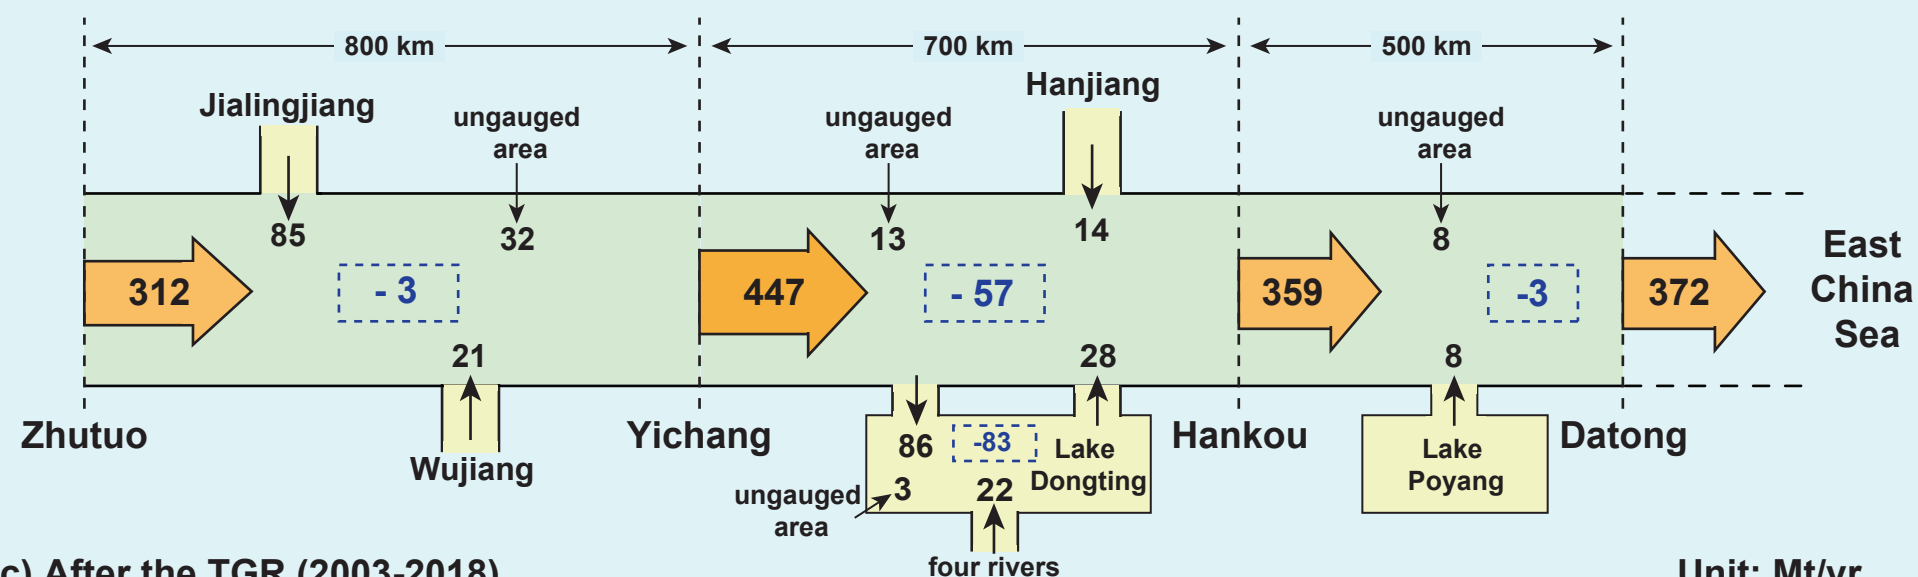 800 km
700 km
500 km
Jialingjiang
ungauged
area
ungauged
area
Hanjiang
ungauged
area
85
32
13
14
8
312
- 3
447
- 57
359
-3
372
East
China
Sea
21
28
8
Zhutuo
Wujiang
Yichang
86
-83
Lake
Dongting
ungauged
area
3
22
four rivers
Hankou
Lake
Poyang
Datong
c) After the TGR (2003-2018)
Unit: Mt/yr